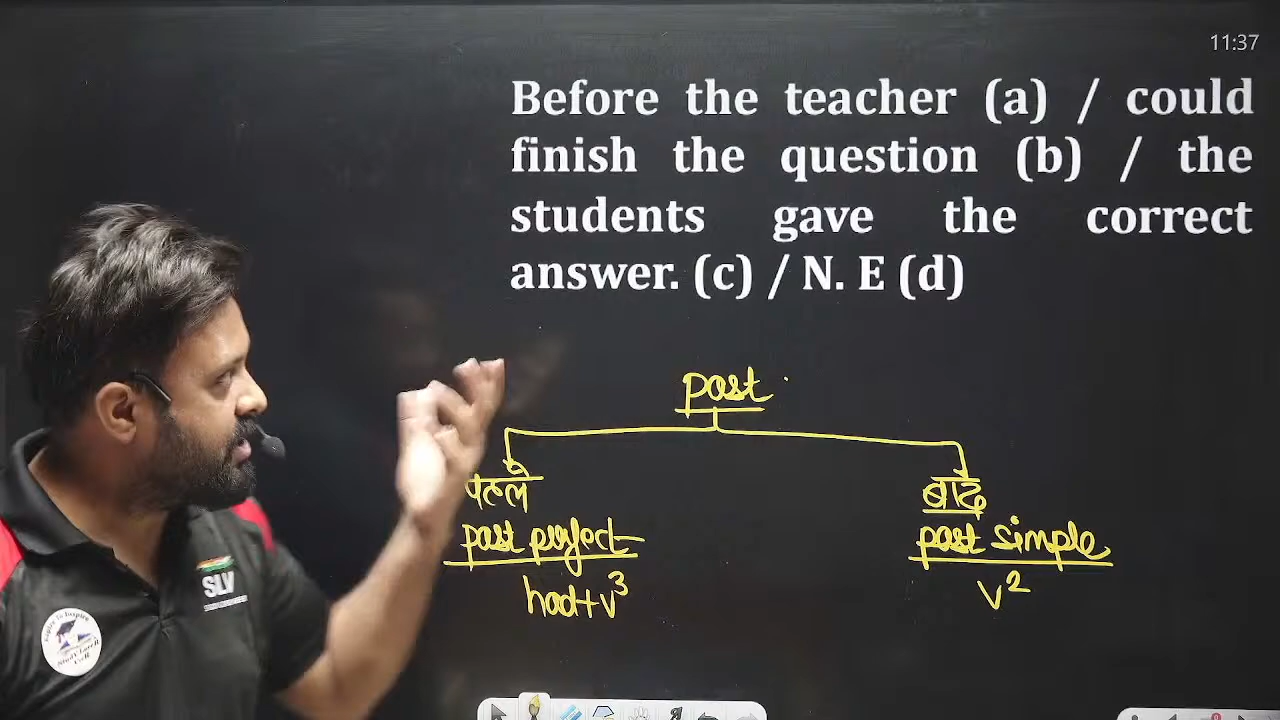 11:37
Before the teacher (a) / could
finish the question (b) / the
students gave the correct
answer. (c) / N. E (d)
past
पहले
बाद
past perfect
past simple
had+v³
v²
SLV